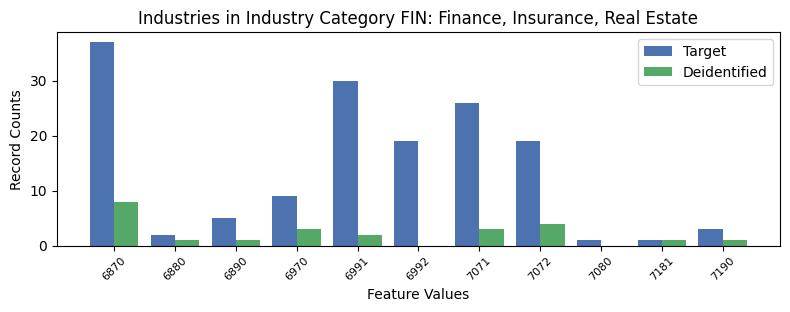 Industries in Industry Category FIN: Finance, Insurance, Real Estate
Target
Deidentified
Record Counts
30
20
10
0
6870 6880 6890 6970 6991 6992 7071 7072 7080 7181 7190
Feature Values